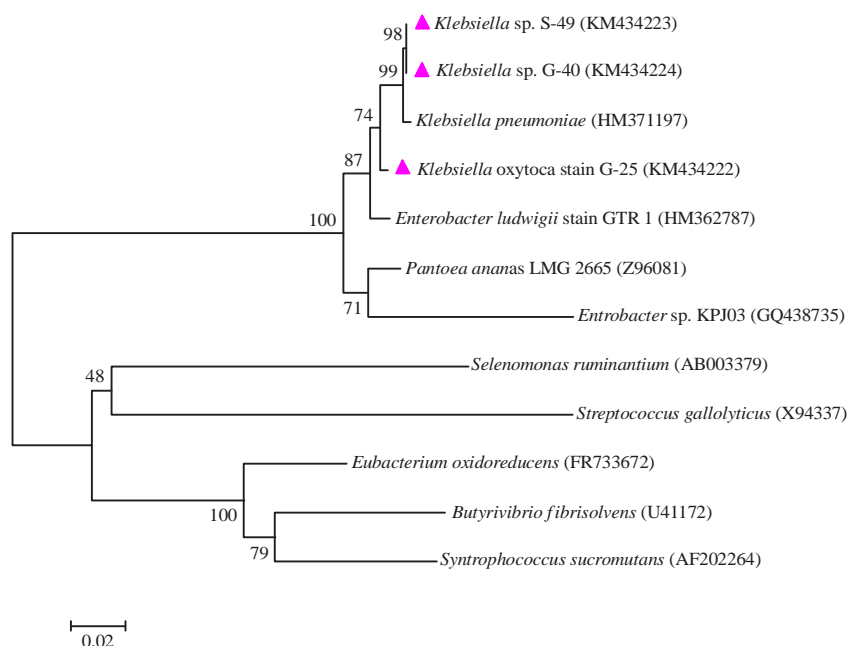 98
Klebsiella sp. S-49 (KM434223)
99
Klebsiella sp. G-40 (KM434224)
74
Klebsiella pneumoniae (HM371197)
87
Klebsiella oxytoca stain G-25 (KM434222)
100
Enterobacter ludwigii stain GTR 1 (HM362787)
Pantoea ananas LMG 2665 (Z96081)
71
Entrobacter sp. KPJ03 (GQ438735)
Selenomonas ruminantium (AB003379)
48
Streptococcus gallolyticus (X94337)
Eubacterium oxidoreducens (FR733672)
100
Butyrivibrio fibrisolvens (U41172)
79
Syntrophococcus sucromutans (AF202264)
0.02